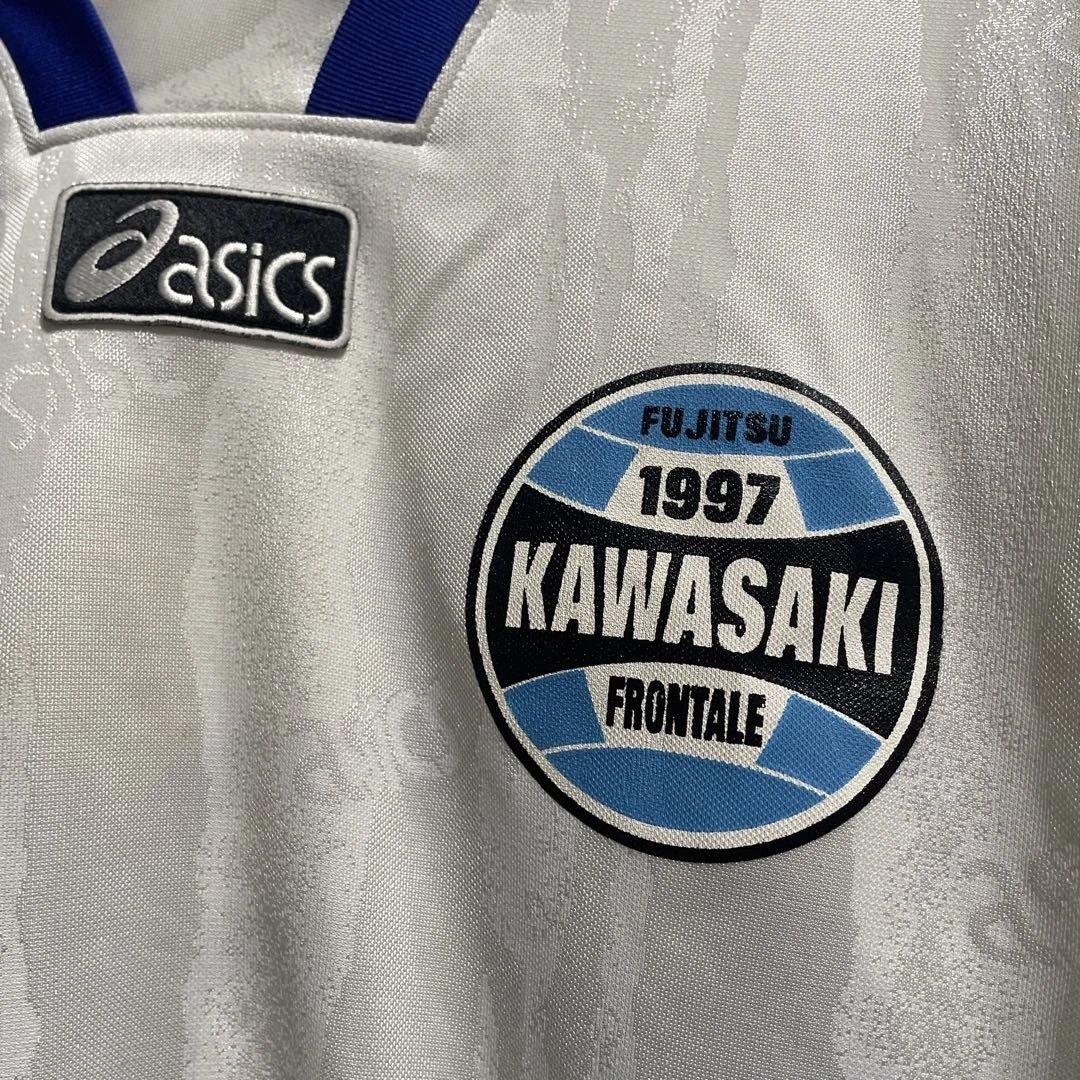 asics
FUJITSU
1997
KAWASAKI
FRONTALE